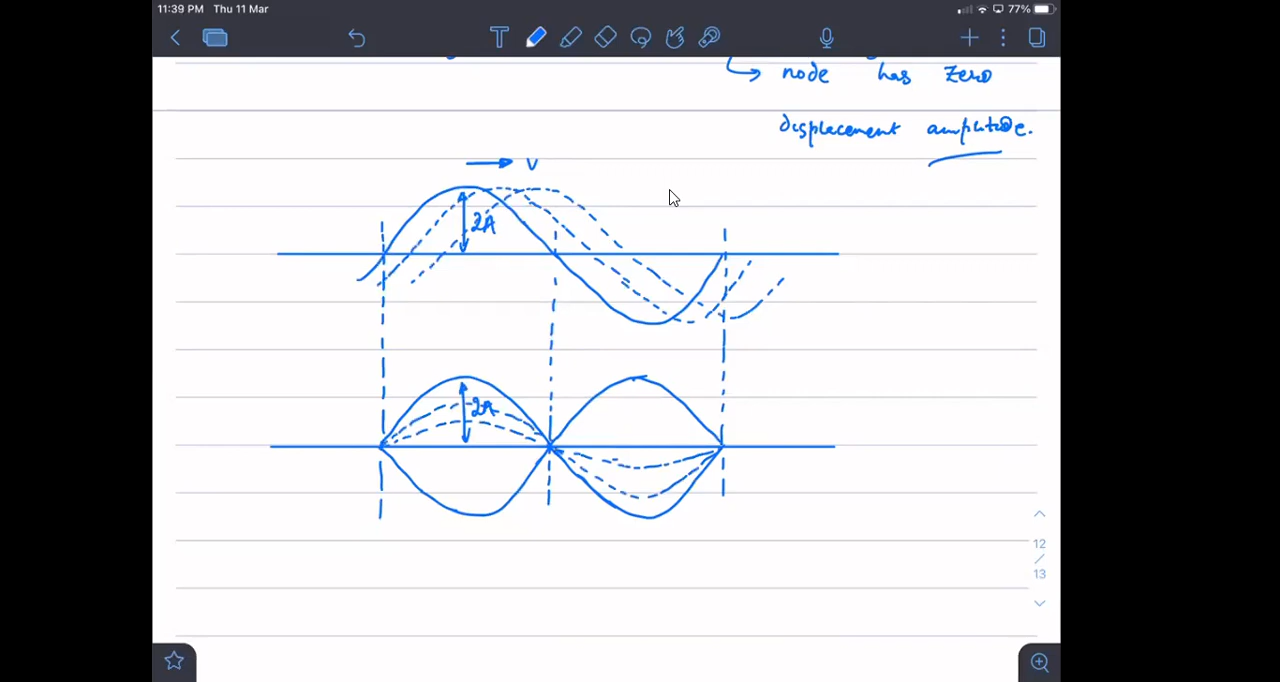 11:39 PM Thu 11 Mar
77%
T
node has zero
displacement amplitude.
v
2A
2A
12
/
13